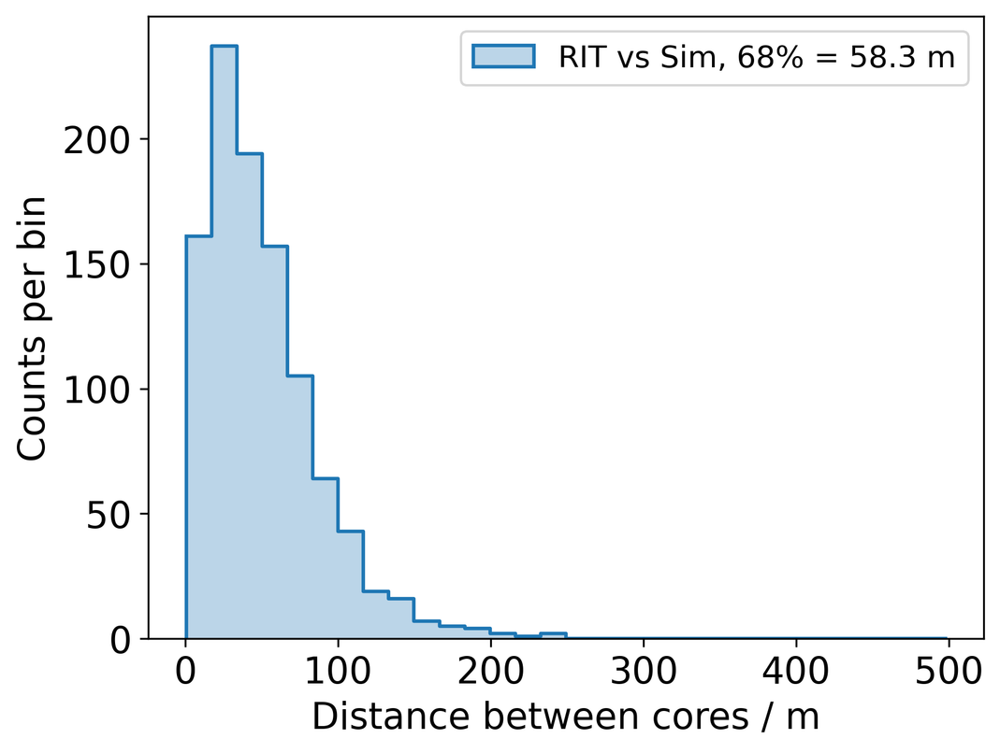 RIT vs Sim, 68% = 58.3 m
Counts per bin
200
150
100
50
0
0 100 200 300 400 500
Distance between cores / m